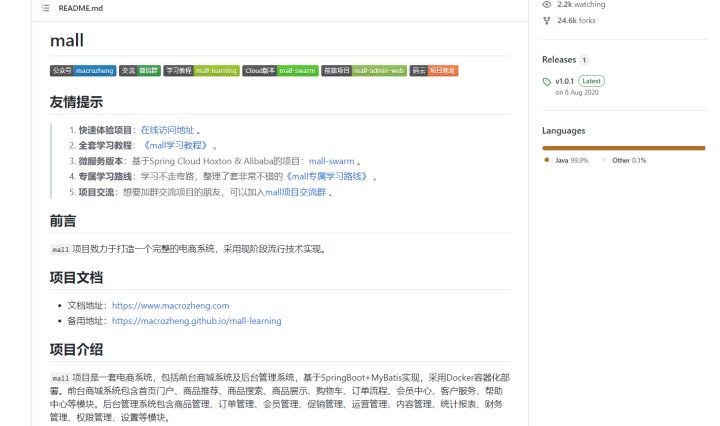 README.md
mall
公众号 macrozheng 交流 微信群 学习教程 mall-learning Cloud版本 mall-swarm 前端项目 mall-admin-web 码云 项目地址
友情提示
1. 快速体验项目：在线访问地址 。
2. 全套学习教程：《mall学习教程》 。
3. 微服务版本：基于Spring Cloud Hoxton & Alibaba的项目：mall-swarm 。
4. 专属学习路线：学习不走弯路，整理了套非常不错的《mall专属学习路线》 。
5. 项目交流：想要加群交流项目的朋友，可以加入mall项目交流群 。
前言
mall 项目致力于打造一个完整的电商系统，采用现阶段流行技术实现。
项目文档
• 文档地址：https://www.macrozheng.com
• 备用地址：https://macrozheng.github.io/mall-learning
项目介绍
mall 项目是一套电商系统，包括前台商城系统及后台管理系统，基于SpringBoot+MyBatis实现，采用Docker容器化部
署。前台商城系统包含首页门户、商品推荐、商品搜索、商品展示、购物车、订单流程、会员中心、客户服务、帮助
中心等模块。后台管理系统包含商品管理、订单管理、会员管理、促销管理、运营管理、内容管理、统计报表、财务
管理、权限管理、设置等模块。
2.2k watching
24.6k forks
Releases 1
v1.0.1 Latest
on 8 Aug 2020
Languages
Java 99.9% Other 0.1%